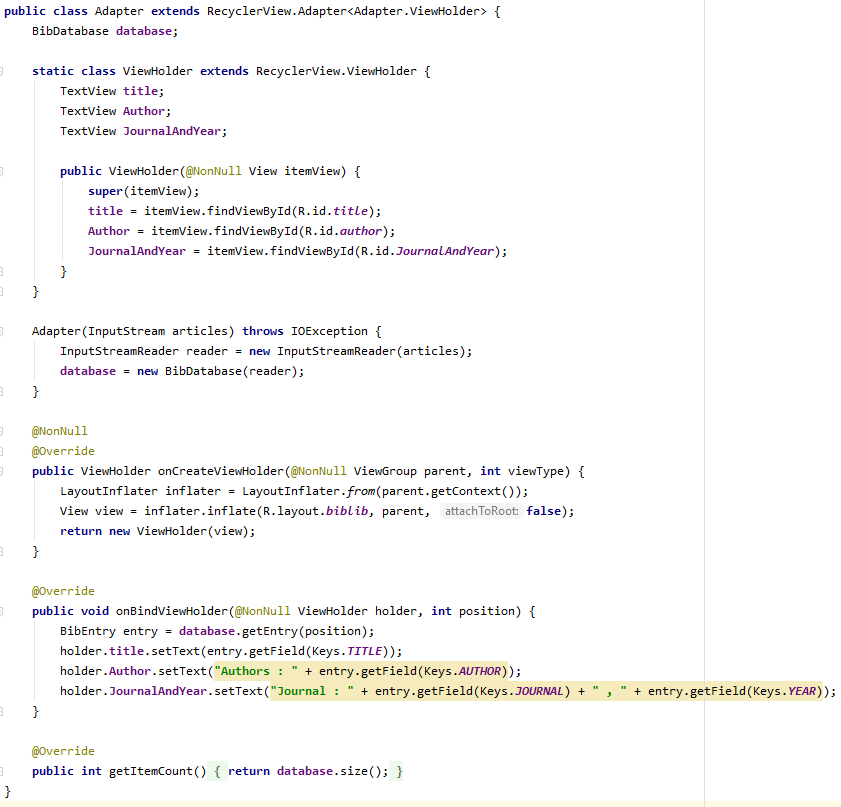 public class Adapter extends RecyclerView.Adapter<Adapter.ViewHolder> {
    BibDatabase database;

    static class ViewHolder extends RecyclerView.ViewHolder {
        TextView title;
        TextView Author;
        TextView JournalAndYear;

        public ViewHolder(@NonNull View itemView) {
            super(itemView);
            title = itemView.findViewById(R.id.title);
            Author = itemView.findViewById(R.id.author);
            JournalAndYear = itemView.findViewById(R.id.JournalAndYear);
        }
    }

    Adapter(InputStream articles) throws IOException {
        InputStreamReader reader = new InputStreamReader(articles);
        database = new BibDatabase(reader);
    }

    @NonNull
    @Override
    public ViewHolder onCreateViewHolder(@NonNull ViewGroup parent, int viewType) {
        LayoutInflater inflater = LayoutInflater.from(parent.getContext());
        View view = inflater.inflate(R.layout.biblib, parent, attachToRoot: false);
        return new ViewHolder(view);
    }

    @Override
    public void onBindViewHolder(@NonNull ViewHolder holder, int position) {
        BibEntry entry = database.getEntry(position);
        holder.title.setText(entry.getField(Keys.TITLE));
        holder.Author.setText("Authors : " + entry.getField(Keys.AUTHOR));
        holder.JournalAndYear.setText("Journal : " + entry.getField(Keys.JOURNAL) + " , " + entry.getField(Keys.YEAR));
    }

    @Override
    public int getItemCount() { return database.size(); }
}